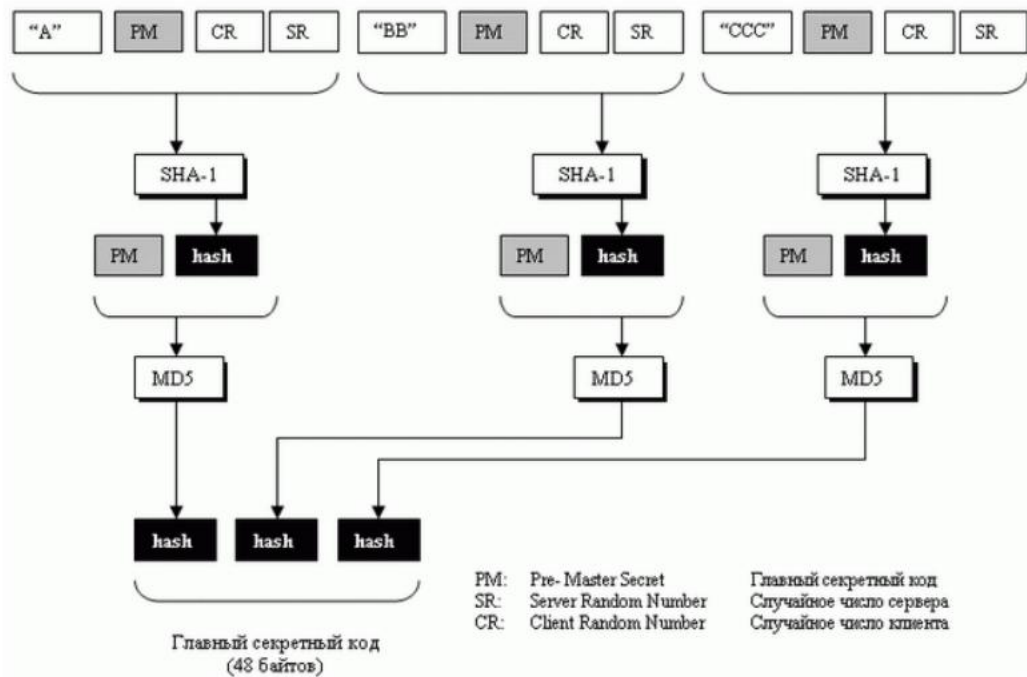 “A” PM CR SR “BB” PM CR SR “CCC” PM CR SR
SHA-1 SHA-1 SHA-1
PM hash PM hash PM hash
MD5 MD5 MD5
hash hash hash
PM: Pre- Master Secret Главный секретный код
SR: Server Random Number Случайное число сервера
CR: Client Random Number Случайное число клиента
Главный секретный код
(48 байтов)